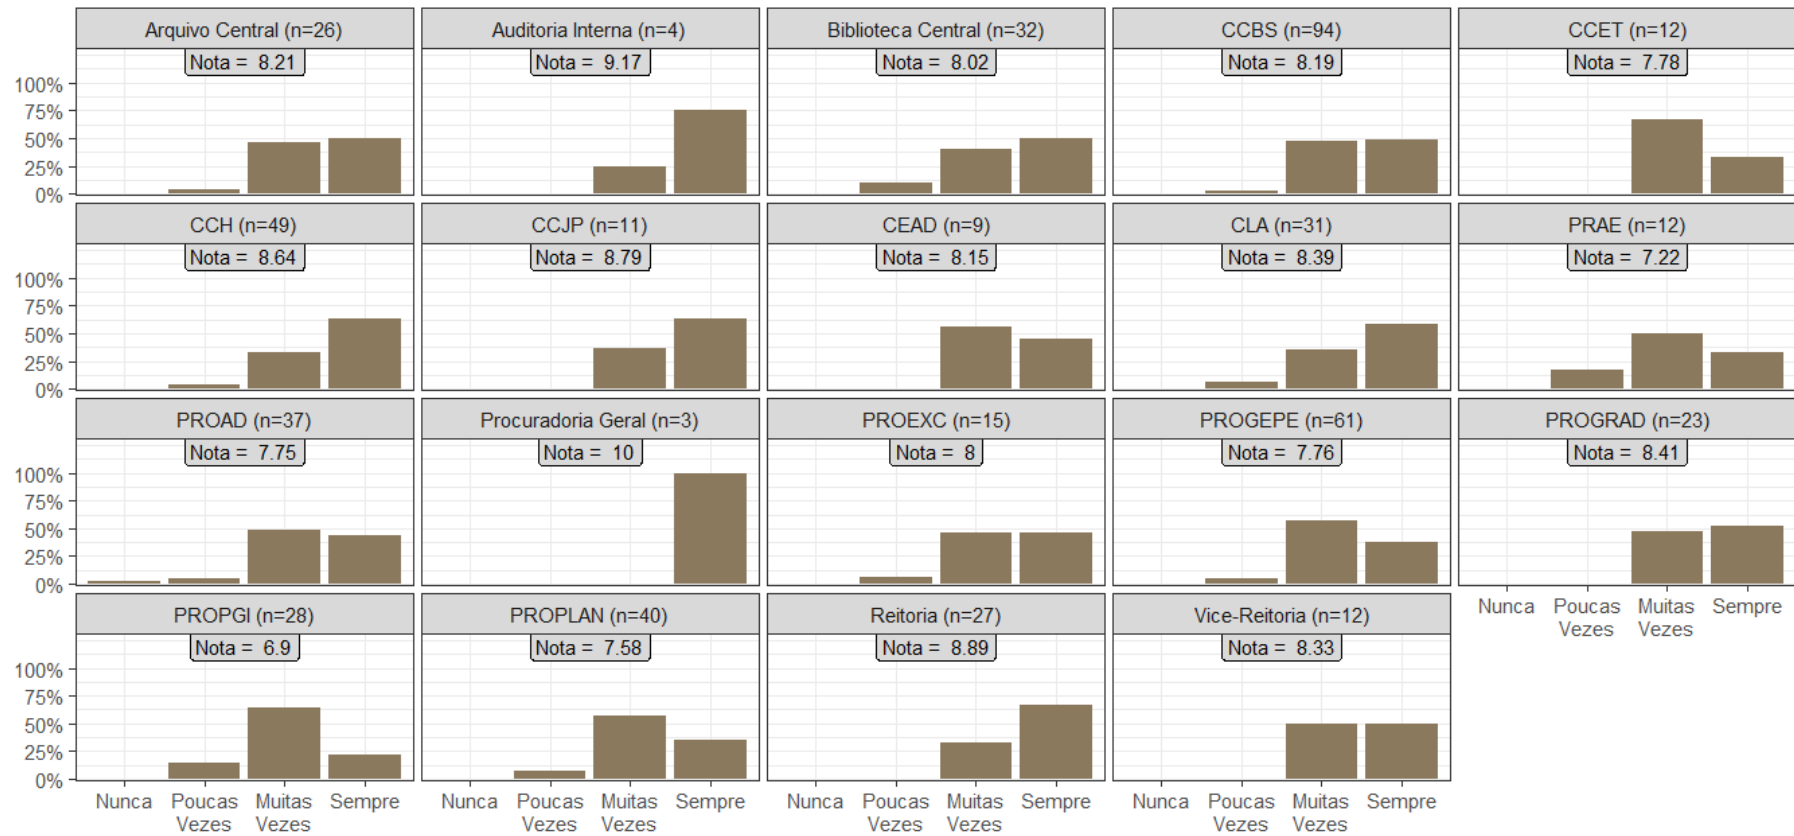 Arquivo Central (n=26)
Auditoria Interna (n=4)
Biblioteca Central (n=32)
CCBS (n=94)
CCET (n=12)
Nota = 8.21
Nota = 9.17
Nota = 8.02
Nota = 8.19
Nota = 7.78
100%
75%
50%
25%
0%
CCH (n=49)
CCJP (n=11)
CEAD (n=9)
CLA (n=31)
PRAE (n=12)
Nota = 8.64
Nota = 8.79
Nota = 8.15
Nota = 8.39
Nota = 7.22
100%
75%
50%
25%
0%
PROAD (n=37)
Procuradoria Geral (n=3)
PROEXC (n=15)
PROGEPE (n=61)
PROGRAD (n=23)
Nota = 7.75
Nota = 10
Nota = 8
Nota = 7.76
Nota = 8.41
100%
75%
50%
25%
0%
Nunca
Poucas
Vezes
Muitas
Vezes
Sempre
PROPGI (n=28)
PROPLAN (n=40)
Reitoria (n=27)
Vice-Reitoria (n=12)
Nota = 6.9
Nota = 7.58
Nota = 8.89
Nota = 8.33
100%
75%
50%
25%
0%
Nunca
Poucas
Vezes
Muitas
Vezes
Sempre
Nunca
Poucas
Vezes
Muitas
Vezes
Sempre
Nunca
Poucas
Vezes
Muitas
Vezes
Sempre
Nunca
Poucas
Vezes
Muitas
Vezes
Sempre